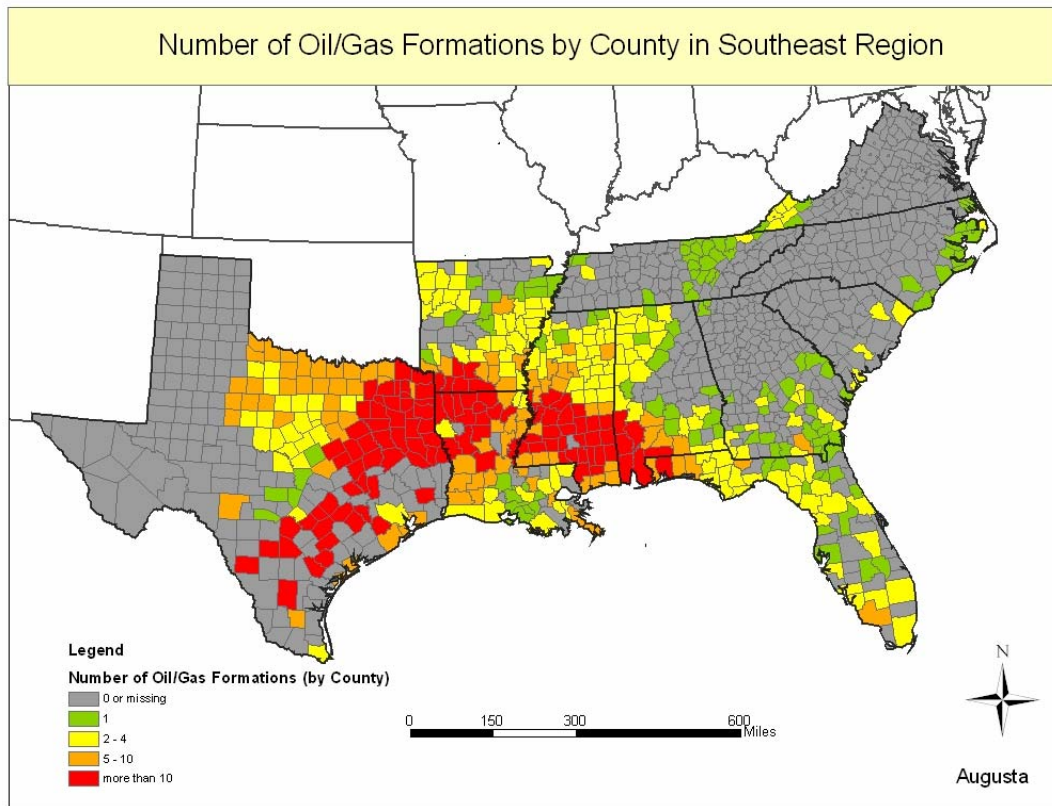 Number of Oil/Gas Formations by County in Southeast Region
Legend
Number of Oil/Gas Formations (by County)
0 or missing
1
2 - 4
5 - 10
more than 10
0 150 300 600
Miles
N
Augusta